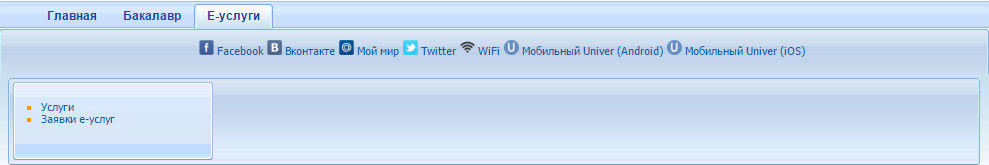 Главная Бакалавр Е-услуги
Facebook Вконтакте Мой мир Twitter WiFi Мобильный Univer (Android) Мобильный Univer (iOS)
Услуги
Заявки е-услуг